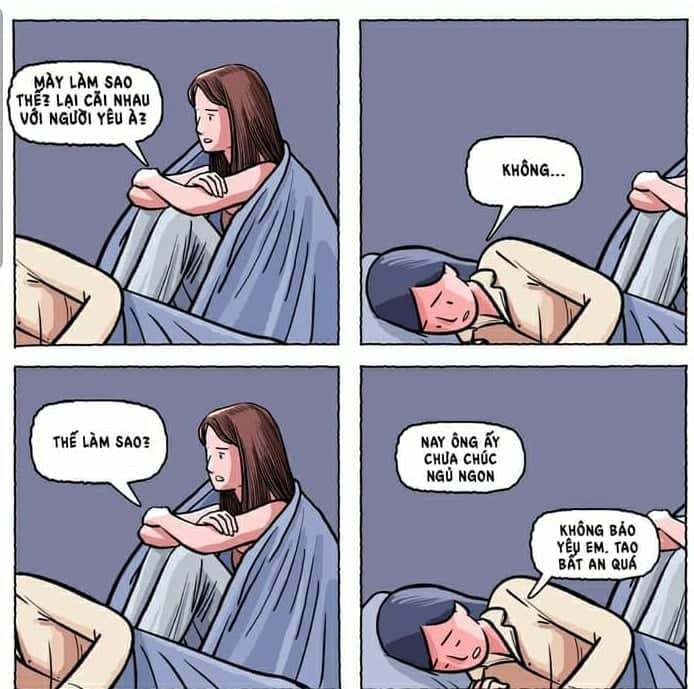 MÀY LÀM SAO
THẾ? LẠI CÃI NHAU
VỚI NGƯỜI YÊU À?
KHÔNG...
THẾ LÀM SAO?
NAY ÔNG ẤY
CHƯA CHÚC
NGỦ NGON
KHÔNG BẢO
YÊU EM. TAO
BẤT AN QUÁ